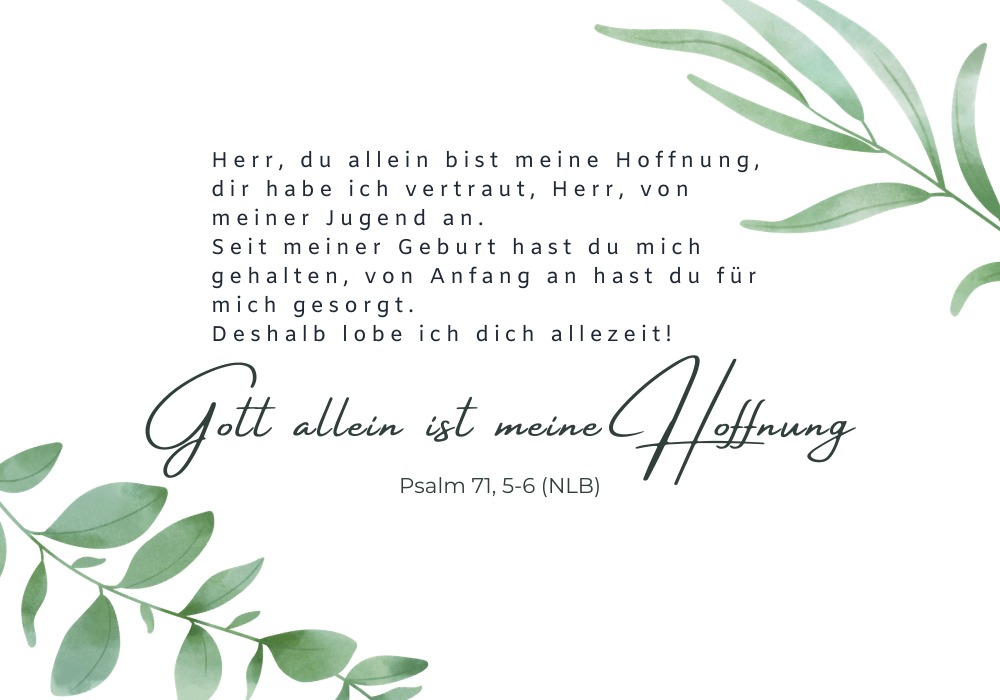 Herr, du allein bist meine Hoffnung,
dir habe ich vertraut, Herr, von
meiner Jugend an.
Seit meiner Geburt hast du mich
gehalten, von Anfang an hast du für
mich gesorgt.
Deshalb lobe ich dich allezeit!
Gott allein ist meine Hoffnung
Psalm 71, 5-6 (NLB)